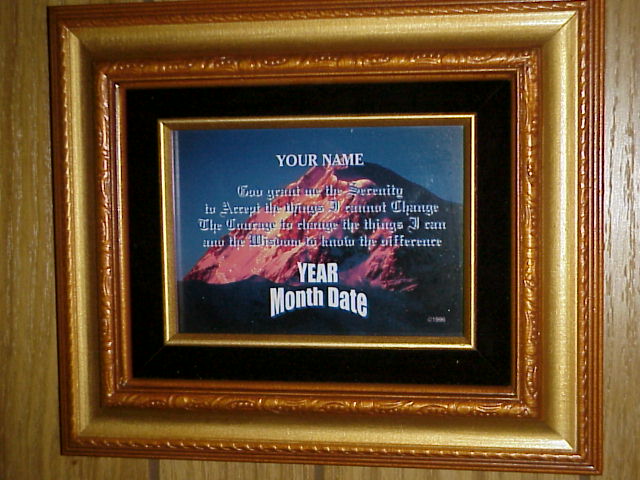 YOUR NAME
God grant me the Serenity
to Accept the things I cannot Change
The Courage to change the things I can
and the Wisdom to know the difference
YEAR
Month Date
©1996